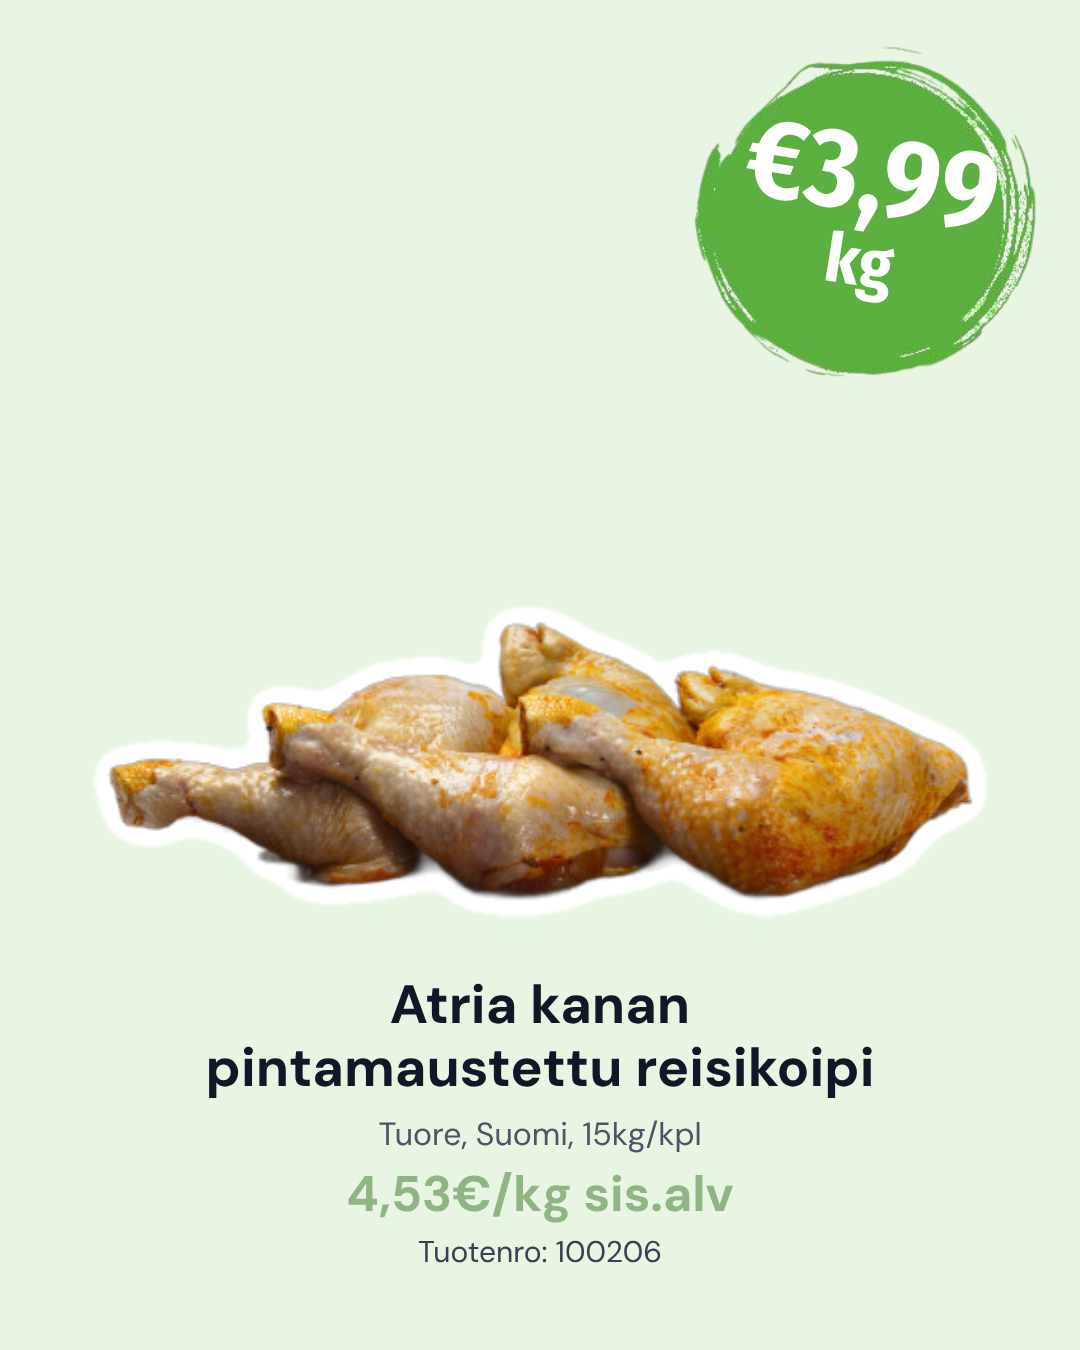 €3,99
kg
Atria kanan
pintamaustettu reisikoipi
Tuore, Suomi, 15kg/kpl
4,53€/kg sis.alv
Tuotenro: 100206